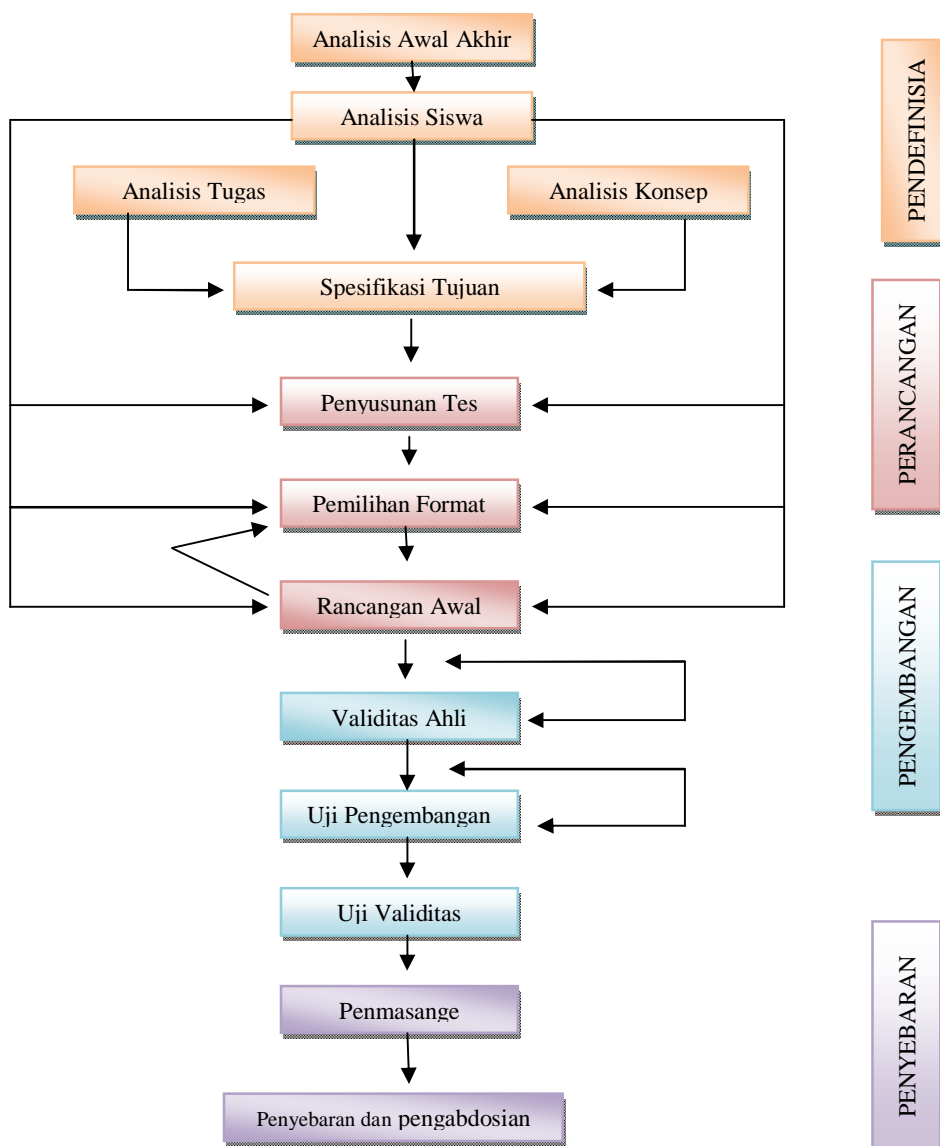 Analisis Awal Akhir
Analisis Siswa
Analisis Tugas
Analisis Konsep
Spesifikasi Tujuan
Penyusunan Tes
Pemilihan Format
Rancangan Awal
Validitas Ahli
Uji Pengembangan
Uji Validitas
Penmasange
Penyebaran dan pengabdosian
PENDEFINISIA
PERANCANGAN
PENGEMBANGAN
PENYEBARAN